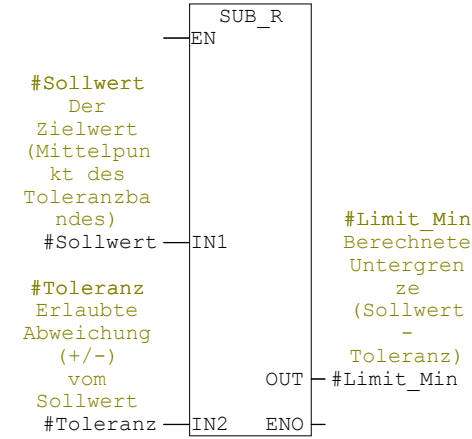 SUB_R
EN
#Sollwert
Der
Zielwert
(Mittelpun
kt des
Toleranzba
ndes)
#Sollwert
IN1
#Toleranz
Erlaubte
Abweichung
(+/-)
vom
Sollwert
#Toleranz
IN2
#Limit_Min
Berechnete
Untergren
ze
(Sollwert
-
Toleranz)
OUT
#Limit_Min
ENO